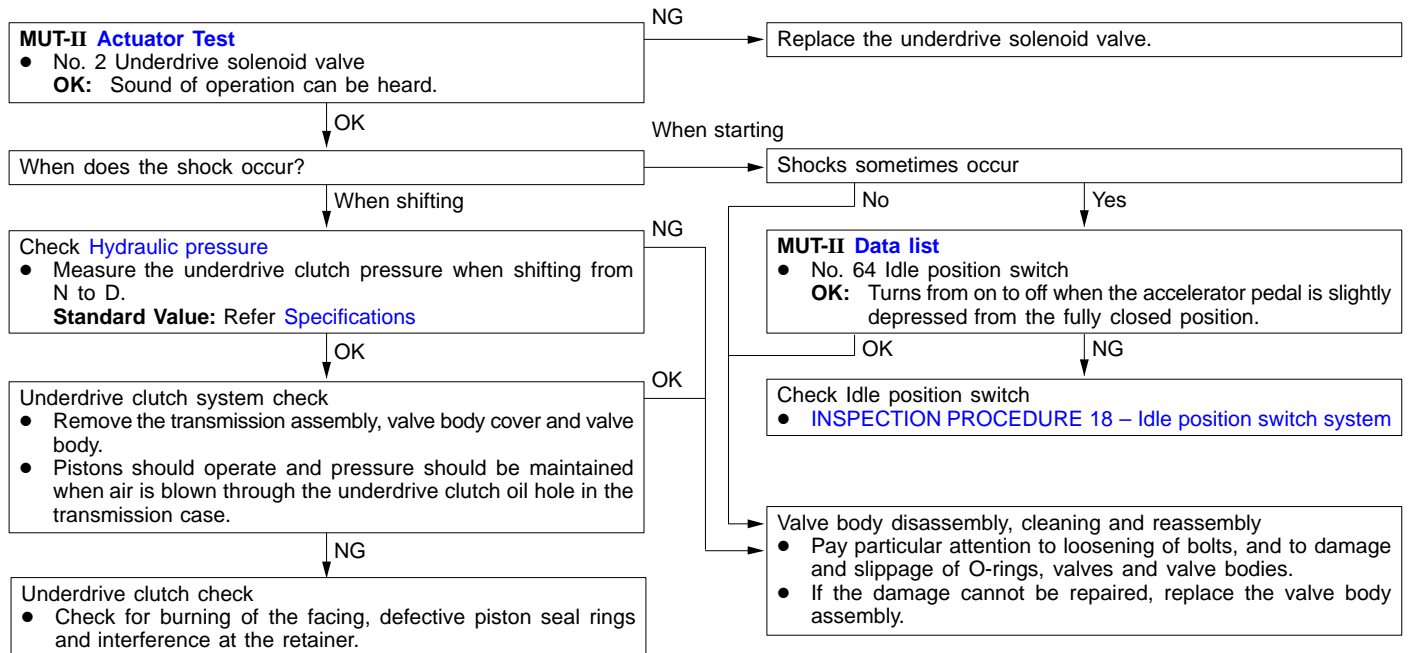 MUT-II Actuator Test
● No. 2 Underdrive solenoid valve
OK: Sound of operation can be heard.
NG
Replace the underdrive solenoid valve.
OK
When starting
When does the shock occur?
Shocks sometimes occur
When shifting
No
Yes
Check Hydraulic pressure
● Measure the underdrive clutch pressure when shifting from
N to D.
Standard Value: Refer Specifications
NG
MUT-II Data list
● No. 64 Idle position switch
OK: Turns from on to off when the accelerator pedal is slightly
depressed from the fully closed position.
OK
OK
NG
Underdrive clutch system check
● Remove the transmission assembly, valve body cover and valve
body.
● Pistons should operate and pressure should be maintained
when air is blown through the underdrive clutch oil hole in the
transmission case.
OK
Check Idle position switch
● INSPECTION PROCEDURE 18 – Idle position switch system
NG
Valve body disassembly, cleaning and reassembly
● Pay particular attention to loosening of bolts, and to damage
and slippage of O-rings, valves and valve bodies.
● If the damage cannot be repaired, replace the valve body
assembly.
Underdrive clutch check
● Check for burning of the facing, defective piston seal rings
and interference at the retainer.